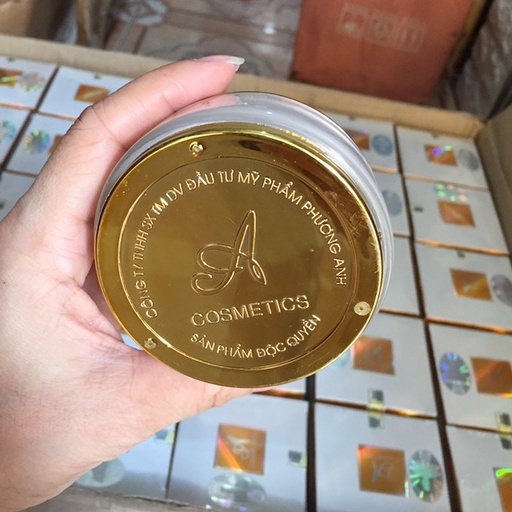 CÔNG TY TNHH SX TM DV ĐẦU TƯ MỸ PHẨM PHƯƠNG ANH
A
COSMETICS
SẢN PHẨM ĐỘC QUYỀN